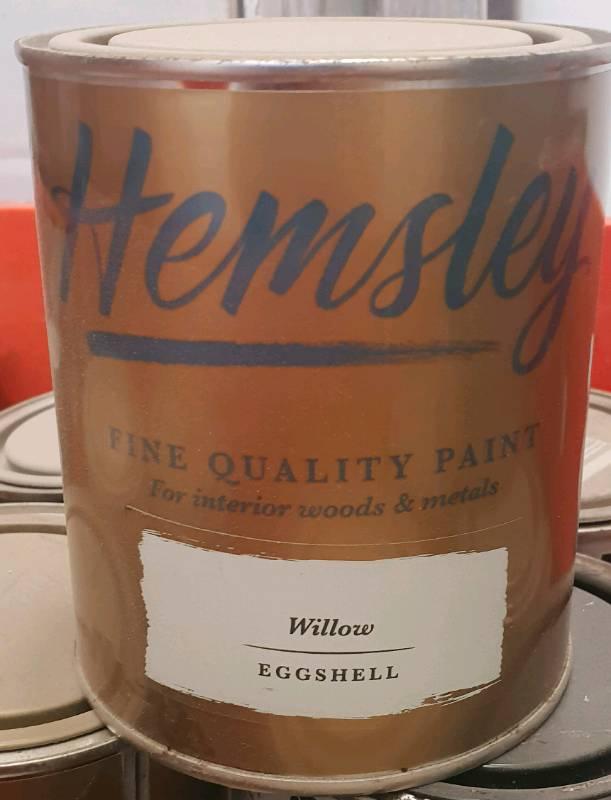 Hemsley
FINE QUALITY PAINT
For interior woods & metals
Willow
EGGSHELL